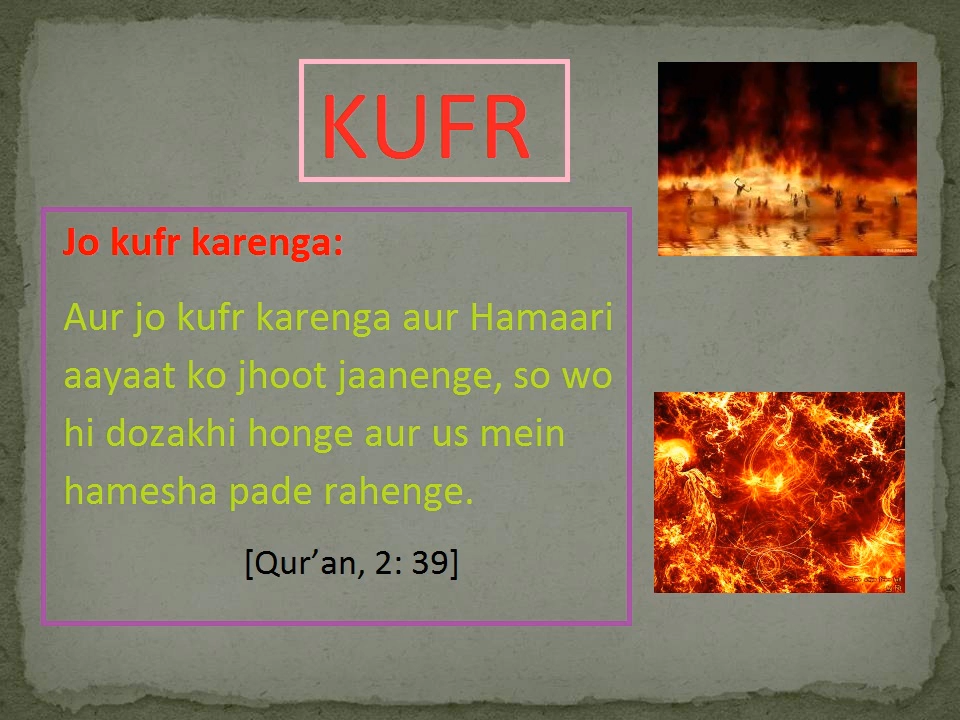 KUFR
Jo kufr karenga:
Aur jo kufr karenga aur Hamaari
aayaat ko jhoot jaanenge, so wo
hi dozakhi honge aur us mein
hamesha pade rahenge.
[Qur’an, 2: 39]